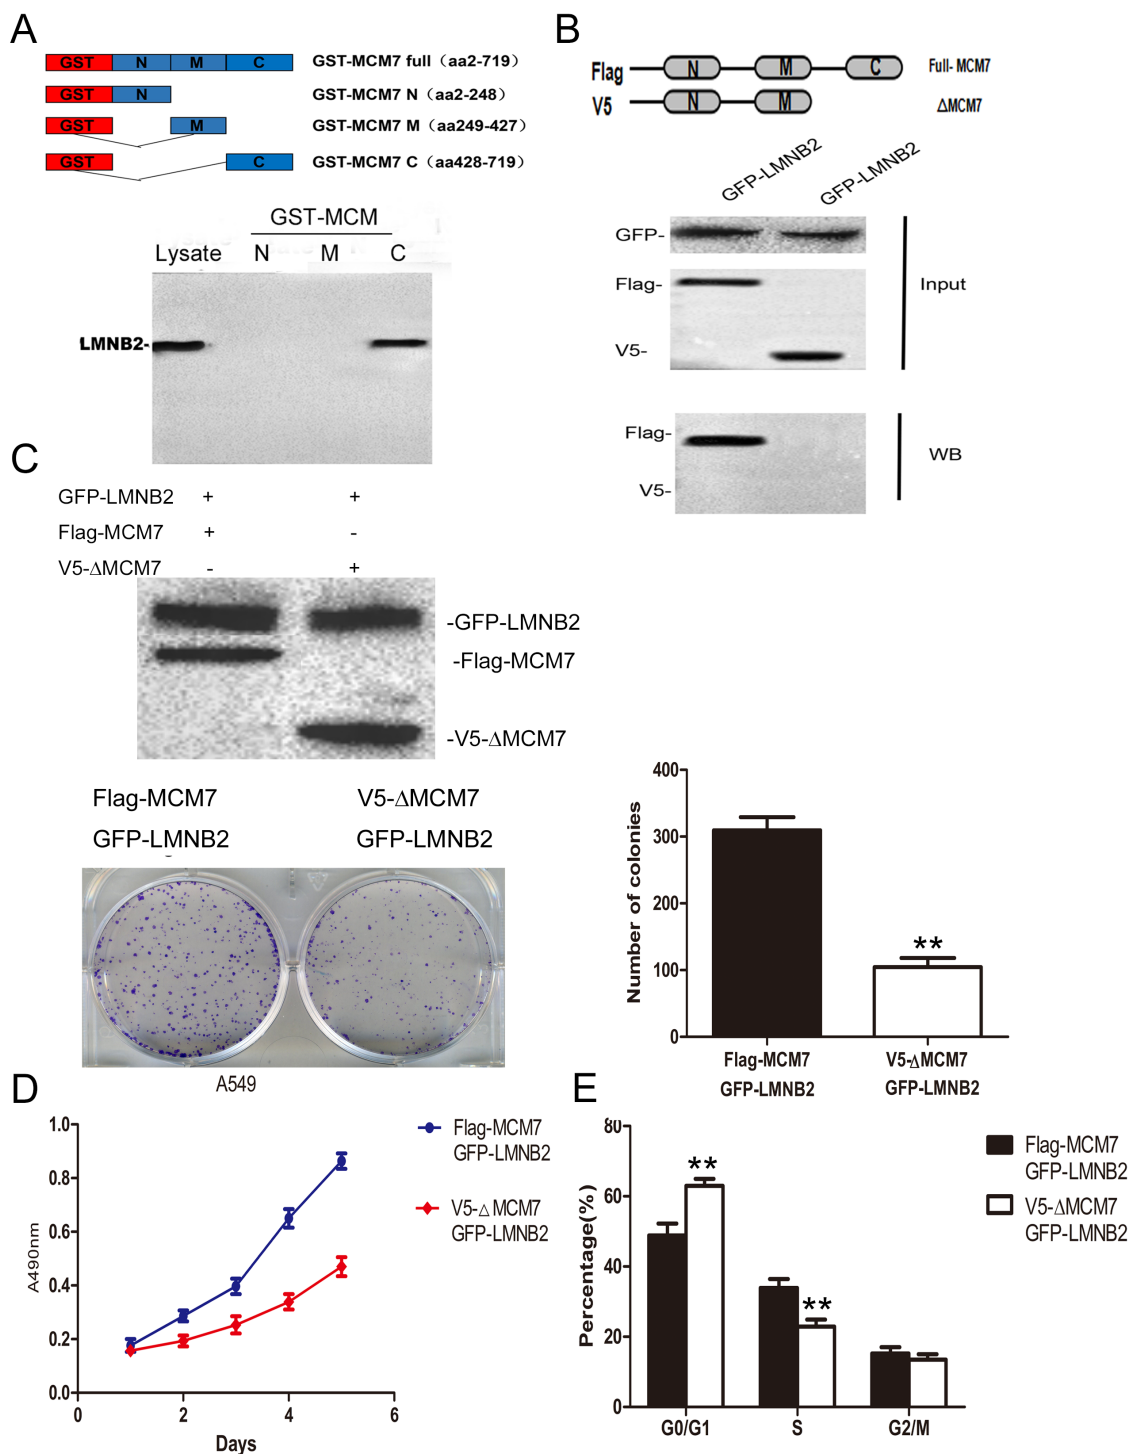 A
GST N M C GST-MCM7 full（aa2-719）
GST N GST-MCM7 N（aa2-248）
GST M GST-MCM7 M（aa249-427）
GST C GST-MCM7 C（aa428-719）
GST-MCM
Lysate N M C
LMNB2-
B
Flag N M C Full- MCM7
V5 N M ΔMCM7
GFP-LMNB2 GFP-LMNB2
GFP-
Flag-
Input
V5-
Flag-
WB
V5-
C
GFP-LMNB2 + +
Flag-MCM7 + -
V5-ΔMCM7 - +
-GFP-LMNB2
-Flag-MCM7
-V5-ΔMCM7
Flag-MCM7 V5-ΔMCM7
GFP-LMNB2 GFP-LMNB2
A549
Number of colonies
400
300
200
100
0
**
Flag-MCM7 V5-ΔMCM7
GFP-LMNB2 GFP-LMNB2
D
A490nm
1.0
0.8
0.6
0.4
0.2
0.0
0 2 4 6
Days
Flag-MCM7
GFP-LMNB2
V5-ΔMCM7
GFP-LMNB2
E
Percentage(%)
80
60
40
20
0
**
**
G0/G1 S G2/M
Flag-MCM7
GFP-LMNB2
V5-ΔMCM7
GFP-LMNB2